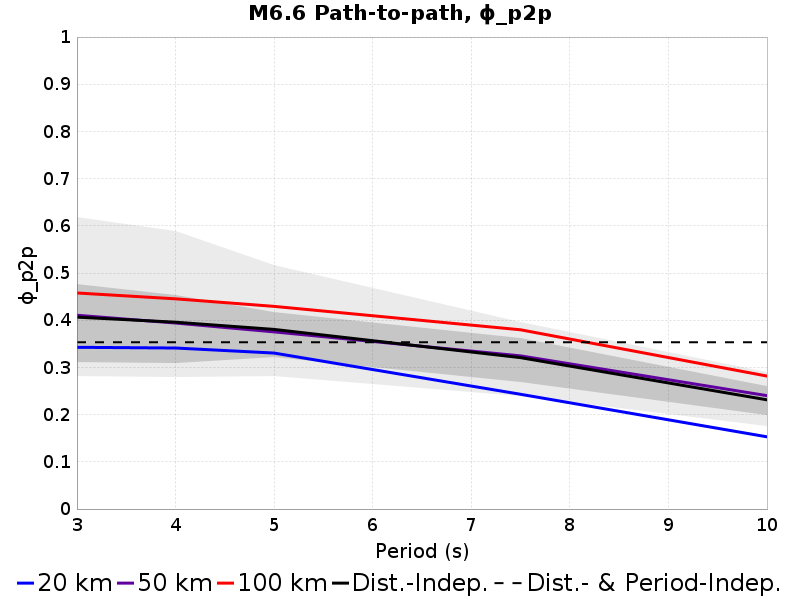 M6.6 Path-to-path, ϕ_p2p
1
0.9
0.8
0.7
0.6
0.5
0.4
0.3
0.2
0.1
0
ϕ_p2p
3 4 5 6 7 8 9 10
Period (s)
20 km 50 km 100 km Dist.-Indep. Dist.- & Period-Indep.